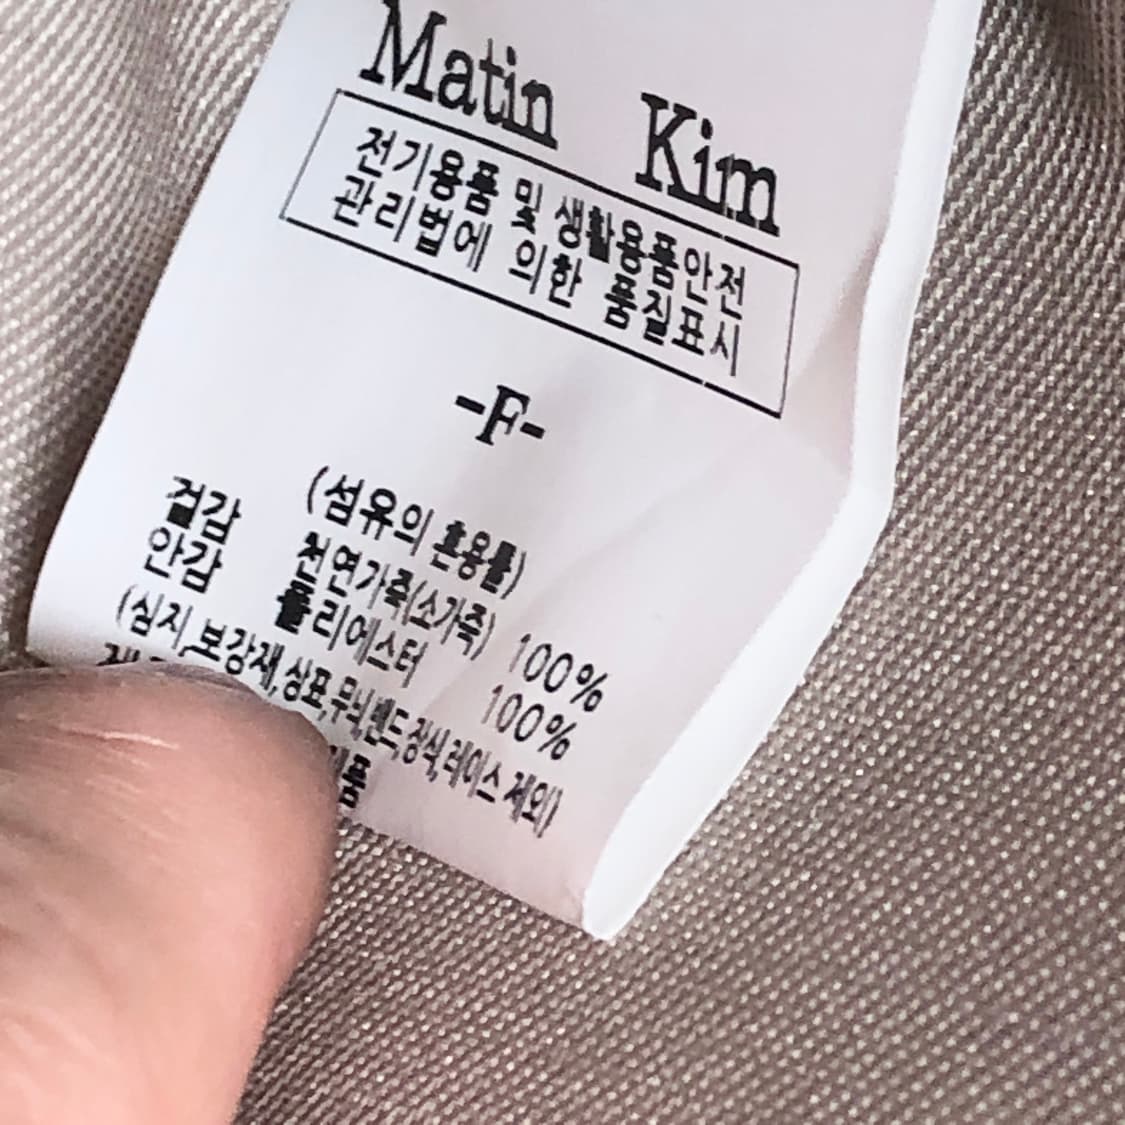 Matin Kim
전기용품 및 생활용품안전
관리법에 의한 품질표시
-F-
(섬유의 혼용률)
겉감 천연가죽(소가죽) 100%
안감 폴리에스터 100%
(심지,보강재,상표,무늬,밴드,장식,레이스 제외)